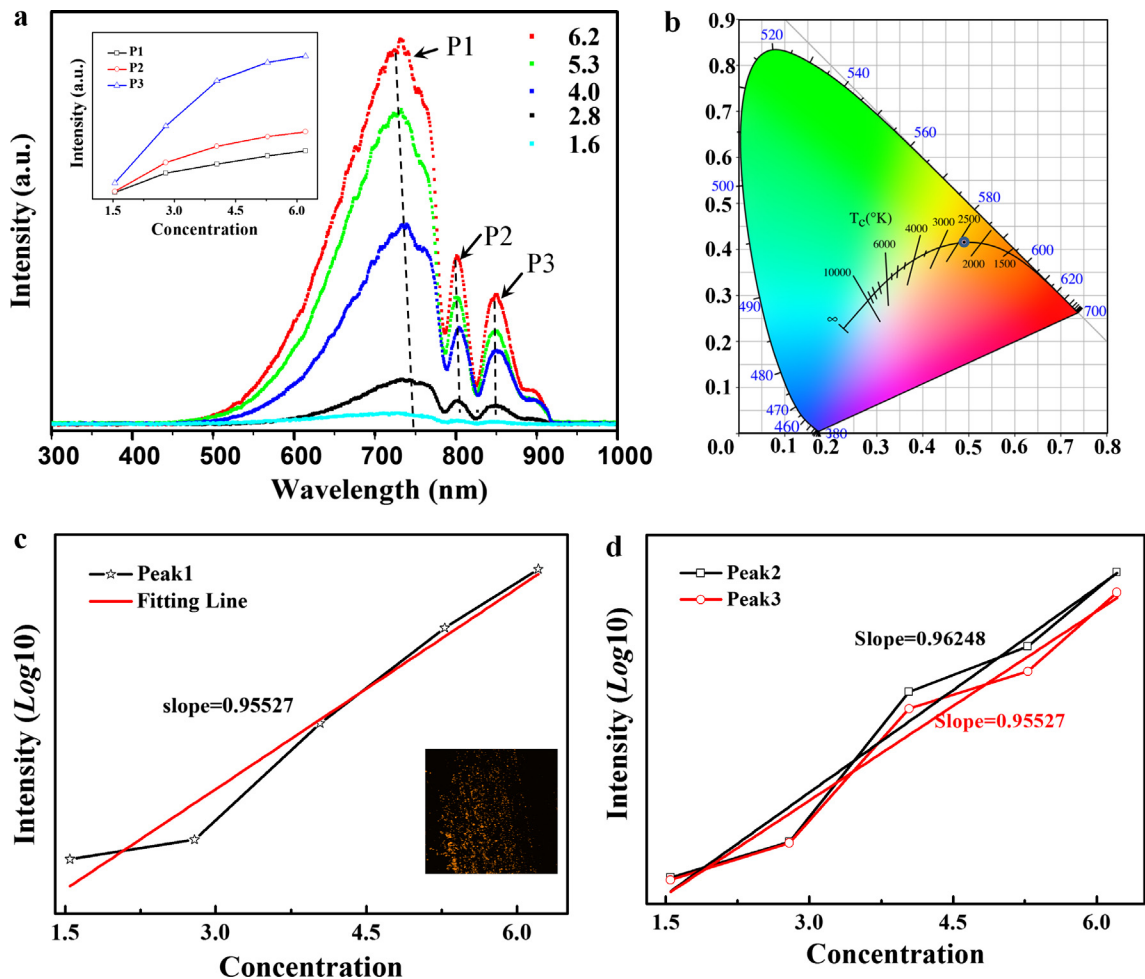 a
P1
P2
P3
Intensity (a.u.)
1.5 3.0 4.5 6.0
Concentration
P1
P2
P3
6.2
5.3
4.0
2.8
1.6
Intensity (a.u.)
300 400 500 600 700 800 900 1000
Wavelength (nm)
b
0.9
0.8
0.7
0.6
0.5
0.4
0.3
0.2
0.1
0.0
0.0 0.1 0.2 0.3 0.4 0.5 0.6 0.7 0.8
520
540
560
500
580
600
620
700
490
480
470
460
380
Tc(°K)
∞
10000
6000
4000
3000
2500
2000
1500
c
Peak1
Fitting Line
slope=0.95527
Intensity (Log10)
1.5 3.0 4.5 6.0
Concentration
d
Peak2
Peak3
Slope=0.96248
Slope=0.95527
Intensity (Log10)
1.5 3.0 4.5 6.0
Concentration